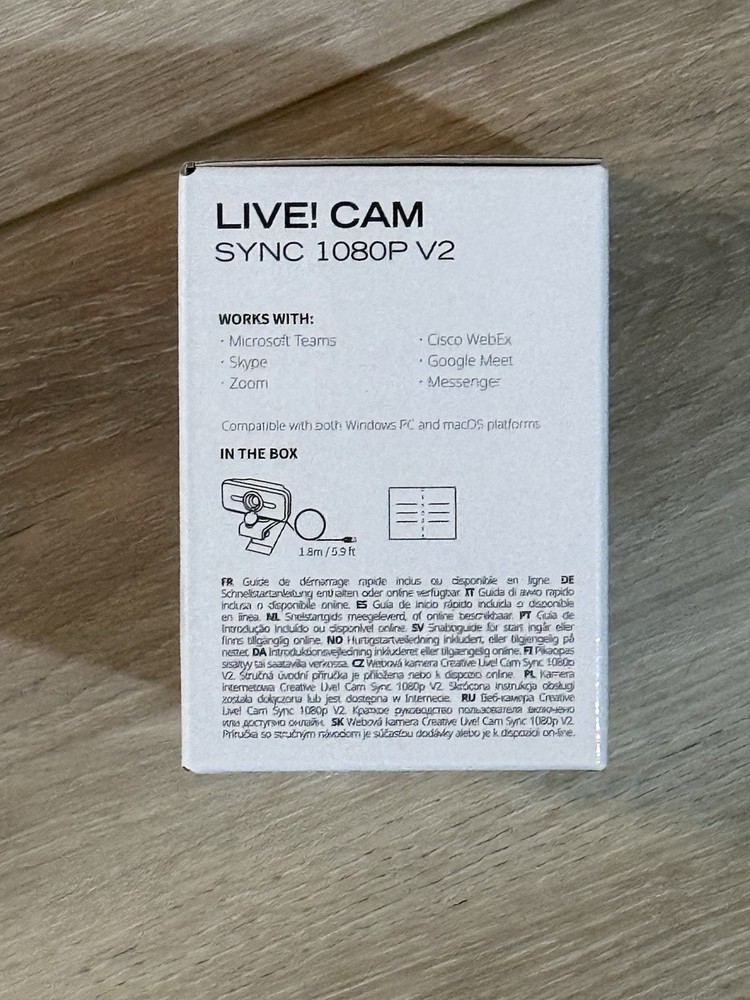 LIVE! CAM
SYNC 1080P V2
WORKS WITH:
· Microsoft Teams
· Skype
· Zoom
· Cisco WebEx
· Google Meet
· Messenger
Compatible with both Windows PC and macOS platforms
IN THE BOX
1.8m / 5.9 ft
FR Guide de démarrage rapide inclus ou disponible en ligne. DE
Schnellstartanleitung enthalten oder online verfügbar. IT Guida di avvio rapido
inclusa o disponibile online. ES Guía de inicio rápido incluida o disponible
en línea. NL Snelstartgids meegeleverd, of online beschikbaar. PT Guia de
Introdução incluído ou disponível online. SV Snabbguide för start ingår eller
finns tillgänglig online. NO Hurtigstartveiledning inkludert, eller tilgjengelig på
nettet. DA Introduktionsvejledning inkluderet eller tilgængelig online. FI Pikaopas
sisältyy tai saatavilla verkossa. CZ Webová kamera Creative Live! Cam Sync 1080p
V2. Stručná úvodní příručka je přiložena nebo k dispozici online. PL Kamera
internetowa Creative Live! Cam Sync 1080p V2. Skrócona instrukcja obsługi
została dołączona lub jest dostępna w Internecie. RU Веб-камера Creative
Live! Cam Sync 1080p V2. Краткое руководство пользователя включено
или доступно онлайн. SK Webová kamera Creative Live! Cam Sync 1080p V2.
Príručka so stručným návodom je súčasťou dodávky alebo je k dispozícii on-line.